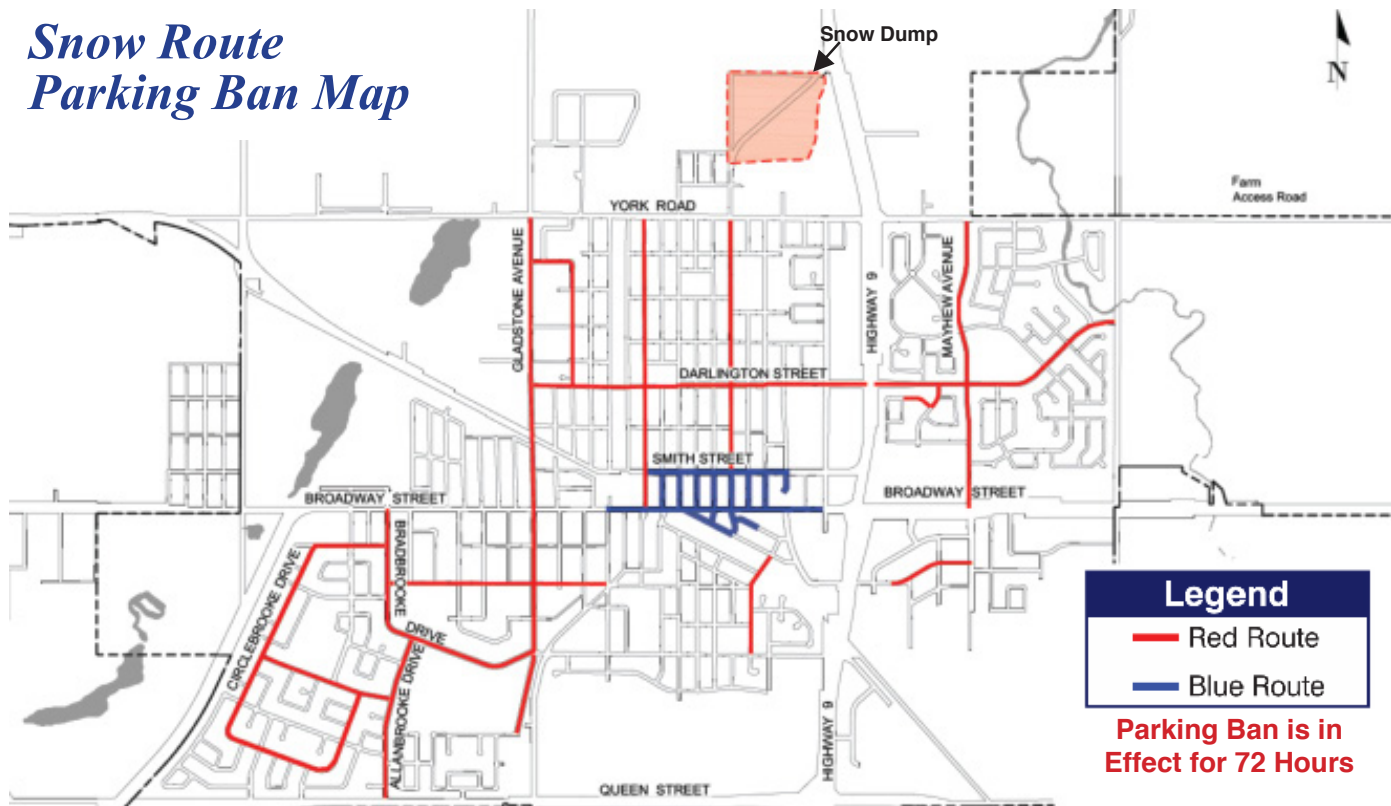 Snow Route
Parking Ban Map
Snow Dump
N
Farm
Access Road
YORK ROAD
GLADSTONE AVENUE
HIGHWAY 9
MAYHEW AVENUE
DARLINGTON STREET
SMITH STREET
BROADWAY STREET
BROADWAY STREET
BRADBROOKE
DRIVE
CIRCLEBROOKE DRIVE
ALLANBROOKE DRIVE
HIGHWAY 9
QUEEN STREET
Legend
Red Route
Blue Route
Parking Ban is in
Effect for 72 Hours